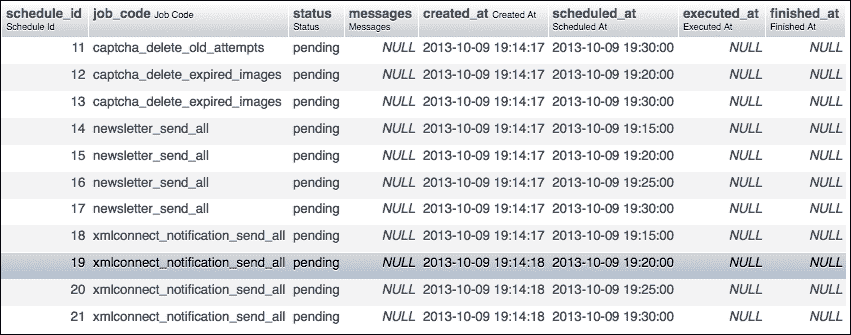 schedule_id job_code Job Code status messages created_at Created At scheduled_at executed_at finished_at
Schedule Id Status Messages Scheduled At Executed At Finished At
11 captcha_delete_old_attempts pending NULL 2013-10-09 19:14:17 2013-10-09 19:30:00 NULL NULL
12 captcha_delete_expired_images pending NULL 2013-10-09 19:14:17 2013-10-09 19:20:00 NULL NULL
13 captcha_delete_expired_images pending NULL 2013-10-09 19:14:17 2013-10-09 19:30:00 NULL NULL
14 newsletter_send_all pending NULL 2013-10-09 19:14:17 2013-10-09 19:15:00 NULL NULL
15 newsletter_send_all pending NULL 2013-10-09 19:14:17 2013-10-09 19:20:00 NULL NULL
16 newsletter_send_all pending NULL 2013-10-09 19:14:17 2013-10-09 19:25:00 NULL NULL
17 newsletter_send_all pending NULL 2013-10-09 19:14:17 2013-10-09 19:30:00 NULL NULL
18 xmlconnect_notification_send_all pending NULL 2013-10-09 19:14:17 2013-10-09 19:15:00 NULL NULL
19 xmlconnect_notification_send_all pending NULL 2013-10-09 19:14:18 2013-10-09 19:20:00 NULL NULL
20 xmlconnect_notification_send_all pending NULL 2013-10-09 19:14:18 2013-10-09 19:25:00 NULL NULL
21 xmlconnect_notification_send_all pending NULL 2013-10-09 19:14:18 2013-10-09 19:30:00 NULL NULL